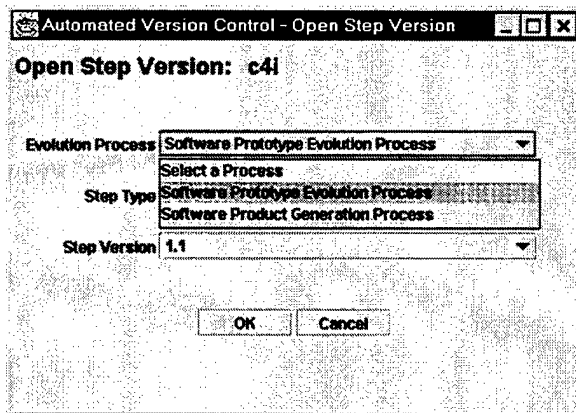 Automated Version Control - Open Step Version
Open Step Version: c4i
Evolution Process Software Prototype Evolution Process
Select a Process
Step Type Software Prototype Evolution Process
Software Product Generation Process
Step Version 1.1
OK Cancel